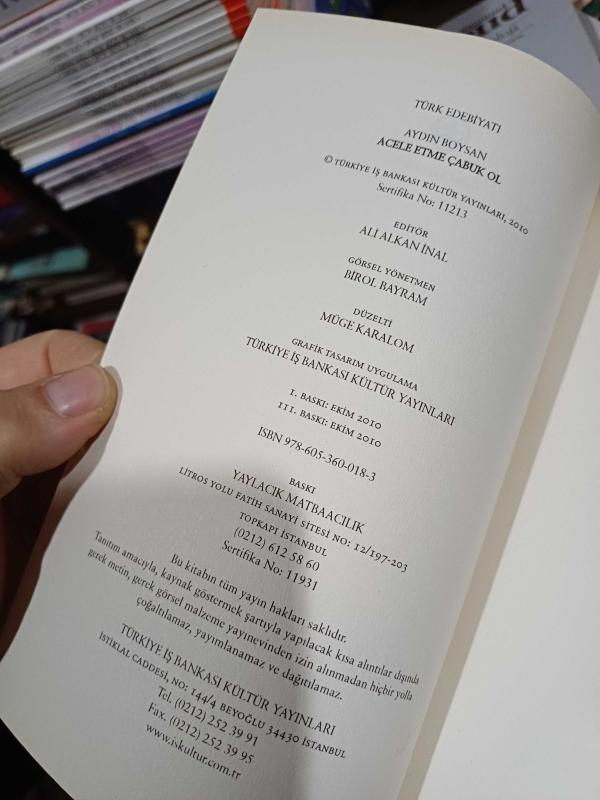 TÜRK EDEBİYATI
AYDIN BOYSAN
ACELE ETME ÇABUK OL
© TÜRKİYE İŞ BANKASI KÜLTÜR YAYINLARI, 2010
Sertifika No: 11213
EDİTÖR
ALİ ALKAN İNAL
GÖRSEL YÖNETMEN
BİROL BAYRAM
DÜZELTİ
MÜGE KARALOM
GRAFİK TASARIM UYGULAMA
TÜRKİYE İŞ BANKASI KÜLTÜR YAYINLARI
I. BASKI: EKİM 2010
III. BASKI: EKİM 2010
ISBN 978-605-360-018-3
BASKI
YAYLACIK MATBAACILIK
LİTROS YOLU FATİH SANAYİ SİTESİ NO: 12/197-203
TOPKAPI İSTANBUL
(0212) 612 58 60
Sertifika No: 11931
Bu kitabın tüm yayın hakları saklıdır.
Tanıtım amacıyla, kaynak göstermek şartıyla yapılacak kısa alıntılar dışında
gerek metin, gerek görsel malzeme yayınevinden izin alınmadan hiçbir yolla
çoğaltılamaz, yayımlanamaz ve dağıtılamaz.
TÜRKİYE İŞ BANKASI KÜLTÜR YAYINLARI
İSTİKLAL CADDESİ, NO: 144/4 BEYOĞLU 34430 İSTANBUL
Tel. (0212) 252 39 91
Fax. (0212) 252 39 95
www.iskultur.com.tr